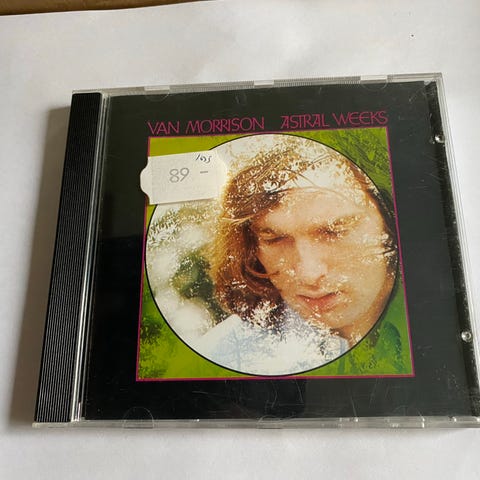 VAN MORRISON ASTRAL WEEKS
89 -